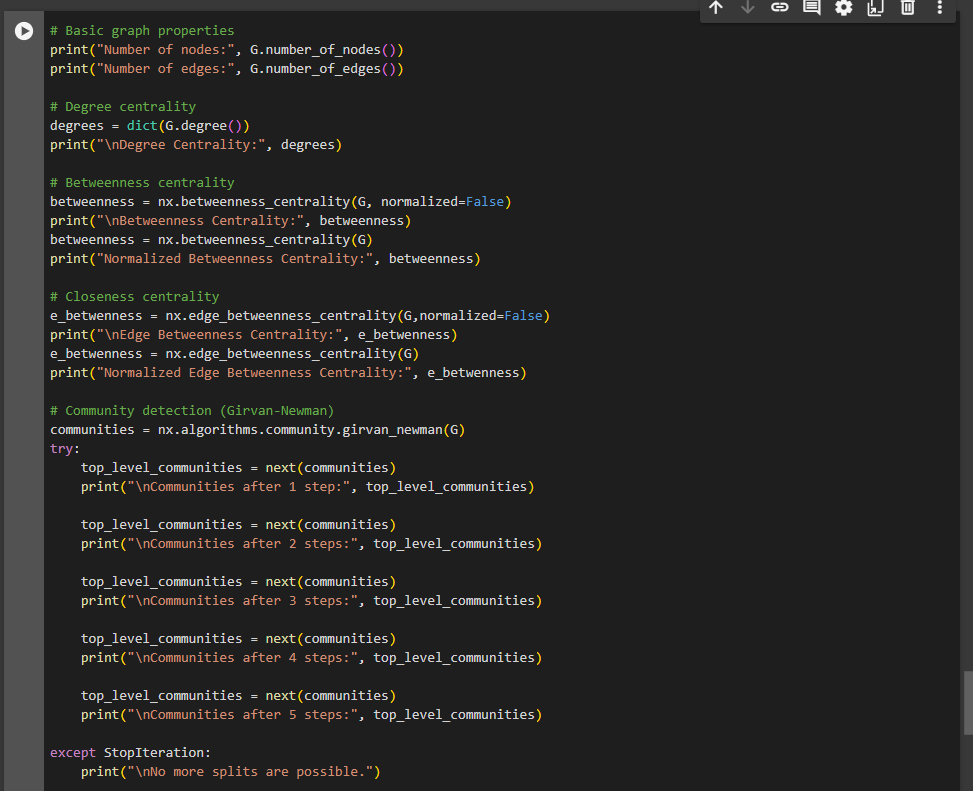 # Basic graph properties
print("Number of nodes:", G.number_of_nodes())
print("Number of edges:", G.number_of_edges())

# Degree centrality
degrees = dict(G.degree())
print("\nDegree Centrality:", degrees)

# Betweenness centrality
betweenness = nx.betweenness_centrality(G, normalized=False)
print("\nBetweenness Centrality:", betweenness)
betweenness = nx.betweenness_centrality(G)
print("Normalized Betweenness Centrality:", betweenness)

# Closeness centrality
e_betwenness = nx.edge_betweenness_centrality(G,normalized=False)
print("\nEdge Betweenness Centrality:", e_betwenness)
e_betwenness = nx.edge_betweenness_centrality(G)
print("Normalized Edge Betweenness Centrality:", e_betwenness)

# Community detection (Girvan-Newman)
communities = nx.algorithms.community.girvan_newman(G)
try:
    top_level_communities = next(communities)
    print("\nCommunities after 1 step:", top_level_communities)

    top_level_communities = next(communities)
    print("\nCommunities after 2 steps:", top_level_communities)

    top_level_communities = next(communities)
    print("\nCommunities after 3 steps:", top_level_communities)

    top_level_communities = next(communities)
    print("\nCommunities after 4 steps:", top_level_communities)

    top_level_communities = next(communities)
    print("\nCommunities after 5 steps:", top_level_communities)

except StopIteration:
    print("\nNo more splits are possible.")